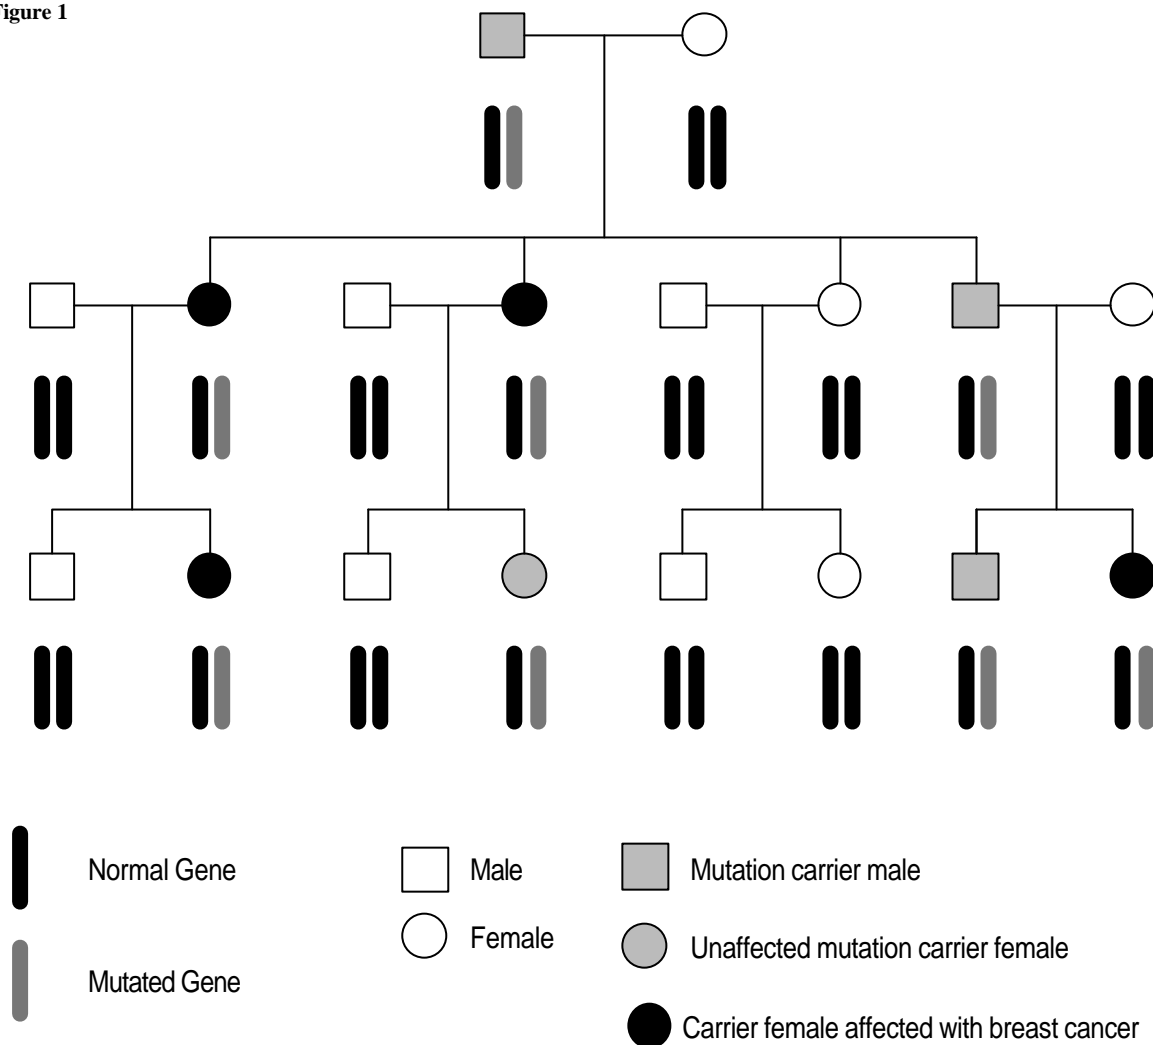 Figure 1
Normal Gene
Male
Mutation carrier male
Female
Unaffected mutation carrier female
Mutated Gene
Carrier female affected with breast cancer